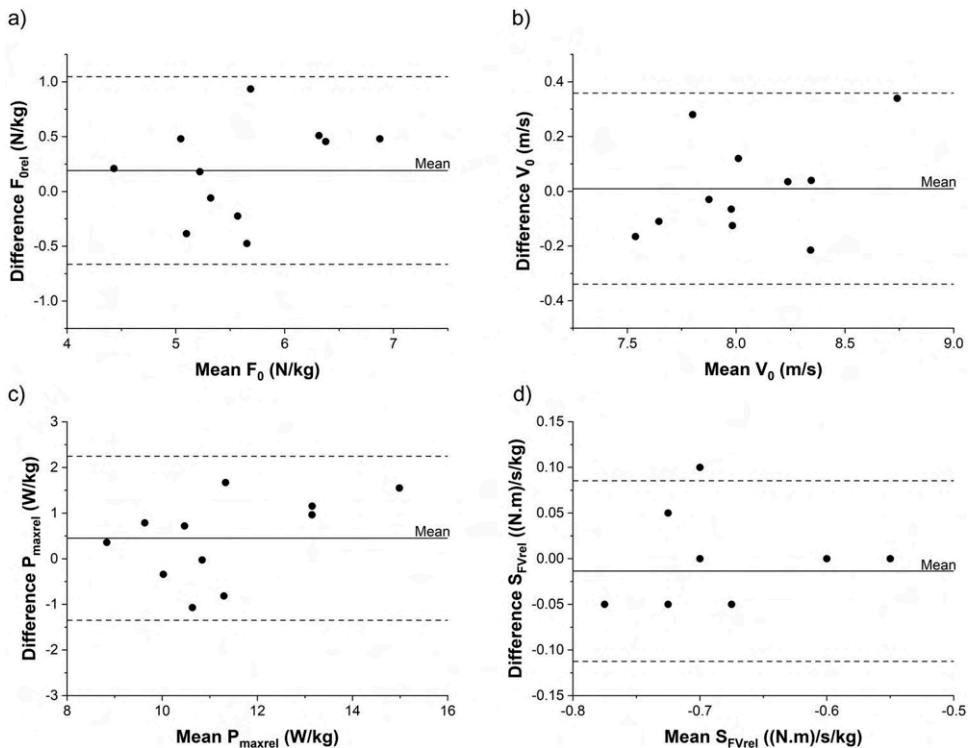 a)
Difference F0rel (N/kg)
1.0
0.5
0.0
-0.5
-1.0
Mean
4 5 6 7
Mean F0 (N/kg)
b)
Difference V0 (m/s)
0.4
0.2
0.0
-0.2
-0.4
Mean
7.5 8.0 8.5 9.0
Mean V0 (m/s)
c)
Difference Pmaxrel (W/kg)
3
2
1
0
-1
-2
-3
Mean
8 10 12 14 16
Mean Pmaxrel (W/kg)
d)
Difference SFVrel ((N.m)/s/kg)
0.15
0.10
0.05
0.00
-0.05
-0.10
-0.15
Mean
-0.8 -0.7 -0.6 -0.5
Mean SFVrel ((N.m)/s/kg)